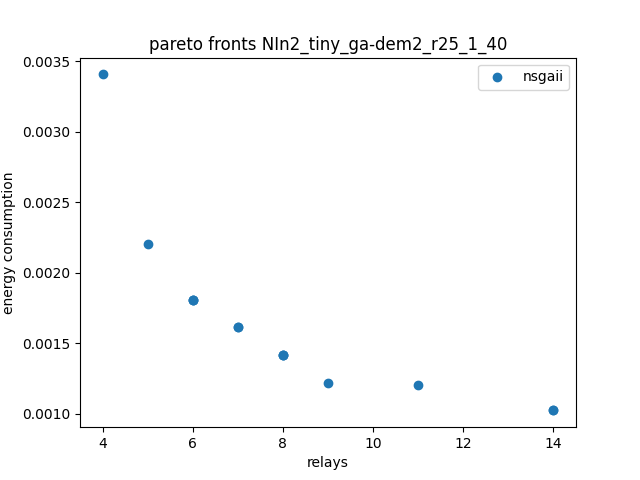 pareto fronts NIn2_tiny_ga-dem2_r25_1_40
nsgaii
energy consumption
0.0035
0.0030
0.0025
0.0020
0.0015
0.0010
4 6 8 10 12 14
relays